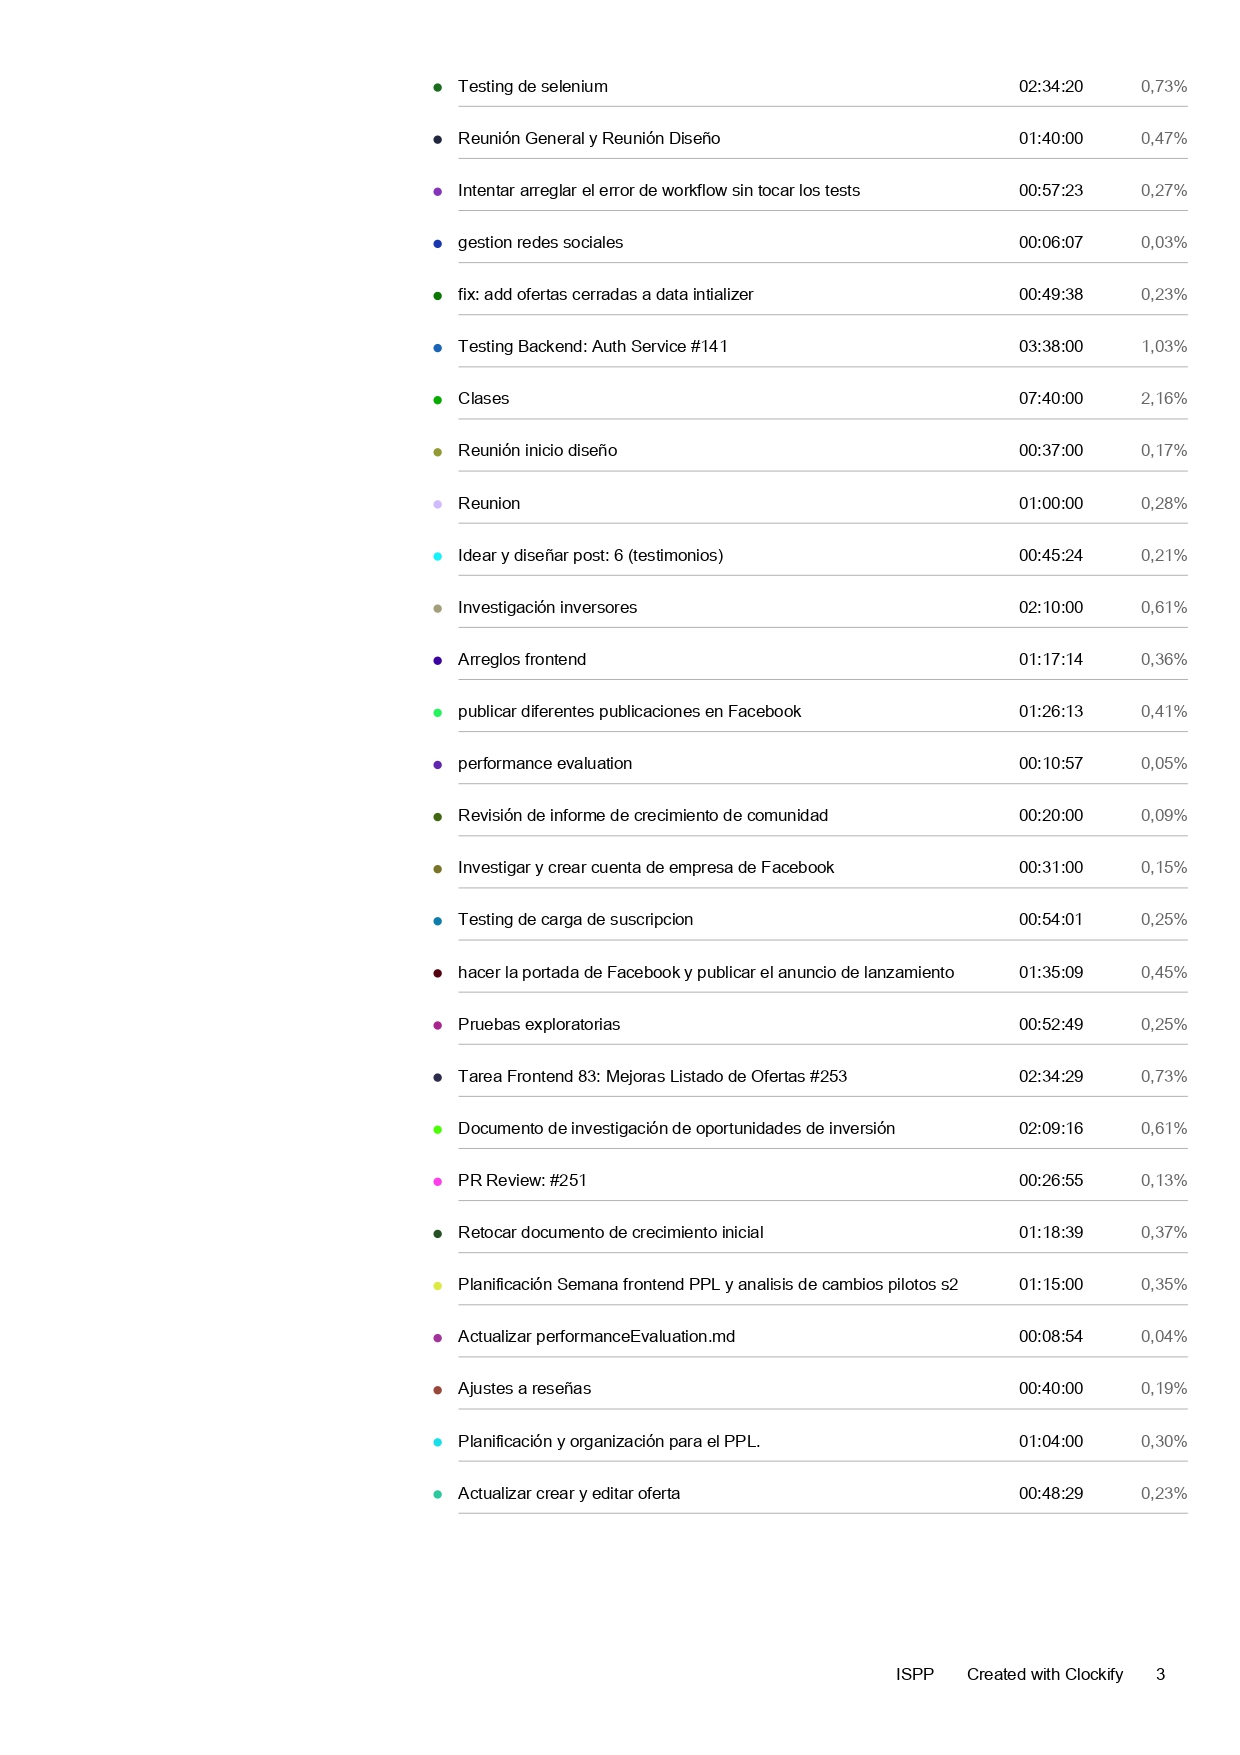 Testing de selenium 02:34:20 0,73%
Reunión General y Reunión Diseño 01:40:00 0,47%
Intentar arreglar el error de workflow sin tocar los tests 00:57:23 0,27%
gestion redes sociales 00:06:07 0,03%
fix: add ofertas cerradas a data intializer 00:49:38 0,23%
Testing Backend: Auth Service #141 03:38:00 1,03%
Clases 07:40:00 2,16%
Reunión inicio diseño 00:37:00 0,17%
Reunion 01:00:00 0,28%
Idear y diseñar post: 6 (testimonios) 00:45:24 0,21%
Investigación inversores 02:10:00 0,61%
Arreglos frontend 01:17:14 0,36%
publicar diferentes publicaciones en Facebook 01:26:13 0,41%
performance evaluation 00:10:57 0,05%
Revisión de informe de crecimiento de comunidad 00:20:00 0,09%
Investigar y crear cuenta de empresa de Facebook 00:31:00 0,15%
Testing de carga de suscripcion 00:54:01 0,25%
hacer la portada de Facebook y publicar el anuncio de lanzamiento 01:35:09 0,45%
Pruebas exploratorias 00:52:49 0,25%
Tarea Frontend 83: Mejoras Listado de Ofertas #253 02:34:29 0,73%
Documento de investigación de oportunidades de inversión 02:09:16 0,61%
PR Review: #251 00:26:55 0,13%
Retocar documento de crecimiento inicial 01:18:39 0,37%
Planificación Semana frontend PPL y analisis de cambios pilotos s2 01:15:00 0,35%
Actualizar performanceEvaluation.md 00:08:54 0,04%
Ajustes a reseñas 00:40:00 0,19%
Planificación y organización para el PPL. 01:04:00 0,30%
Actualizar crear y editar oferta 00:48:29 0,23%
ISPP Created with Clockify 3